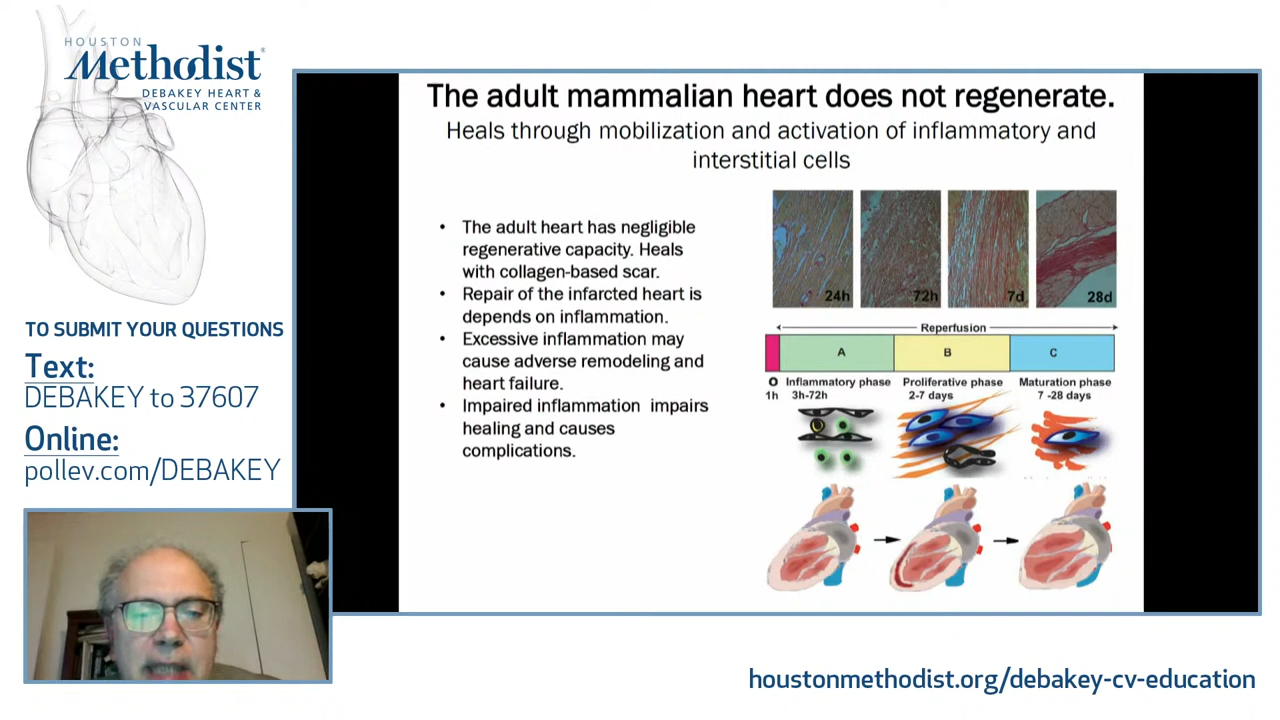 HOUSTON
Methodist®
DEBAKEY HEART &
VASCULAR CENTER
TO SUBMIT YOUR QUESTIONS
Text:
DEBAKEY to 37607
Online:
pollev.com/DEBAKEY
The adult mammalian heart does not regenerate.
Heals through mobilization and activation of inflammatory and
interstitial cells
• The adult heart has negligible
regenerative capacity. Heals
with collagen-based scar.
• Repair of the infarcted heart is
depends on inflammation.
• Excessive inflammation may
cause adverse remodeling and
heart failure.
• Impaired inflammation impairs
healing and causes
complications.
24h 72h 7d 28d
Reperfusion
A B C
O Inflammatory phase Proliferative phase Maturation phase
1h 3h-72h 2-7 days 7 -28 days
houstonmethodist.org/debakey-cv-education